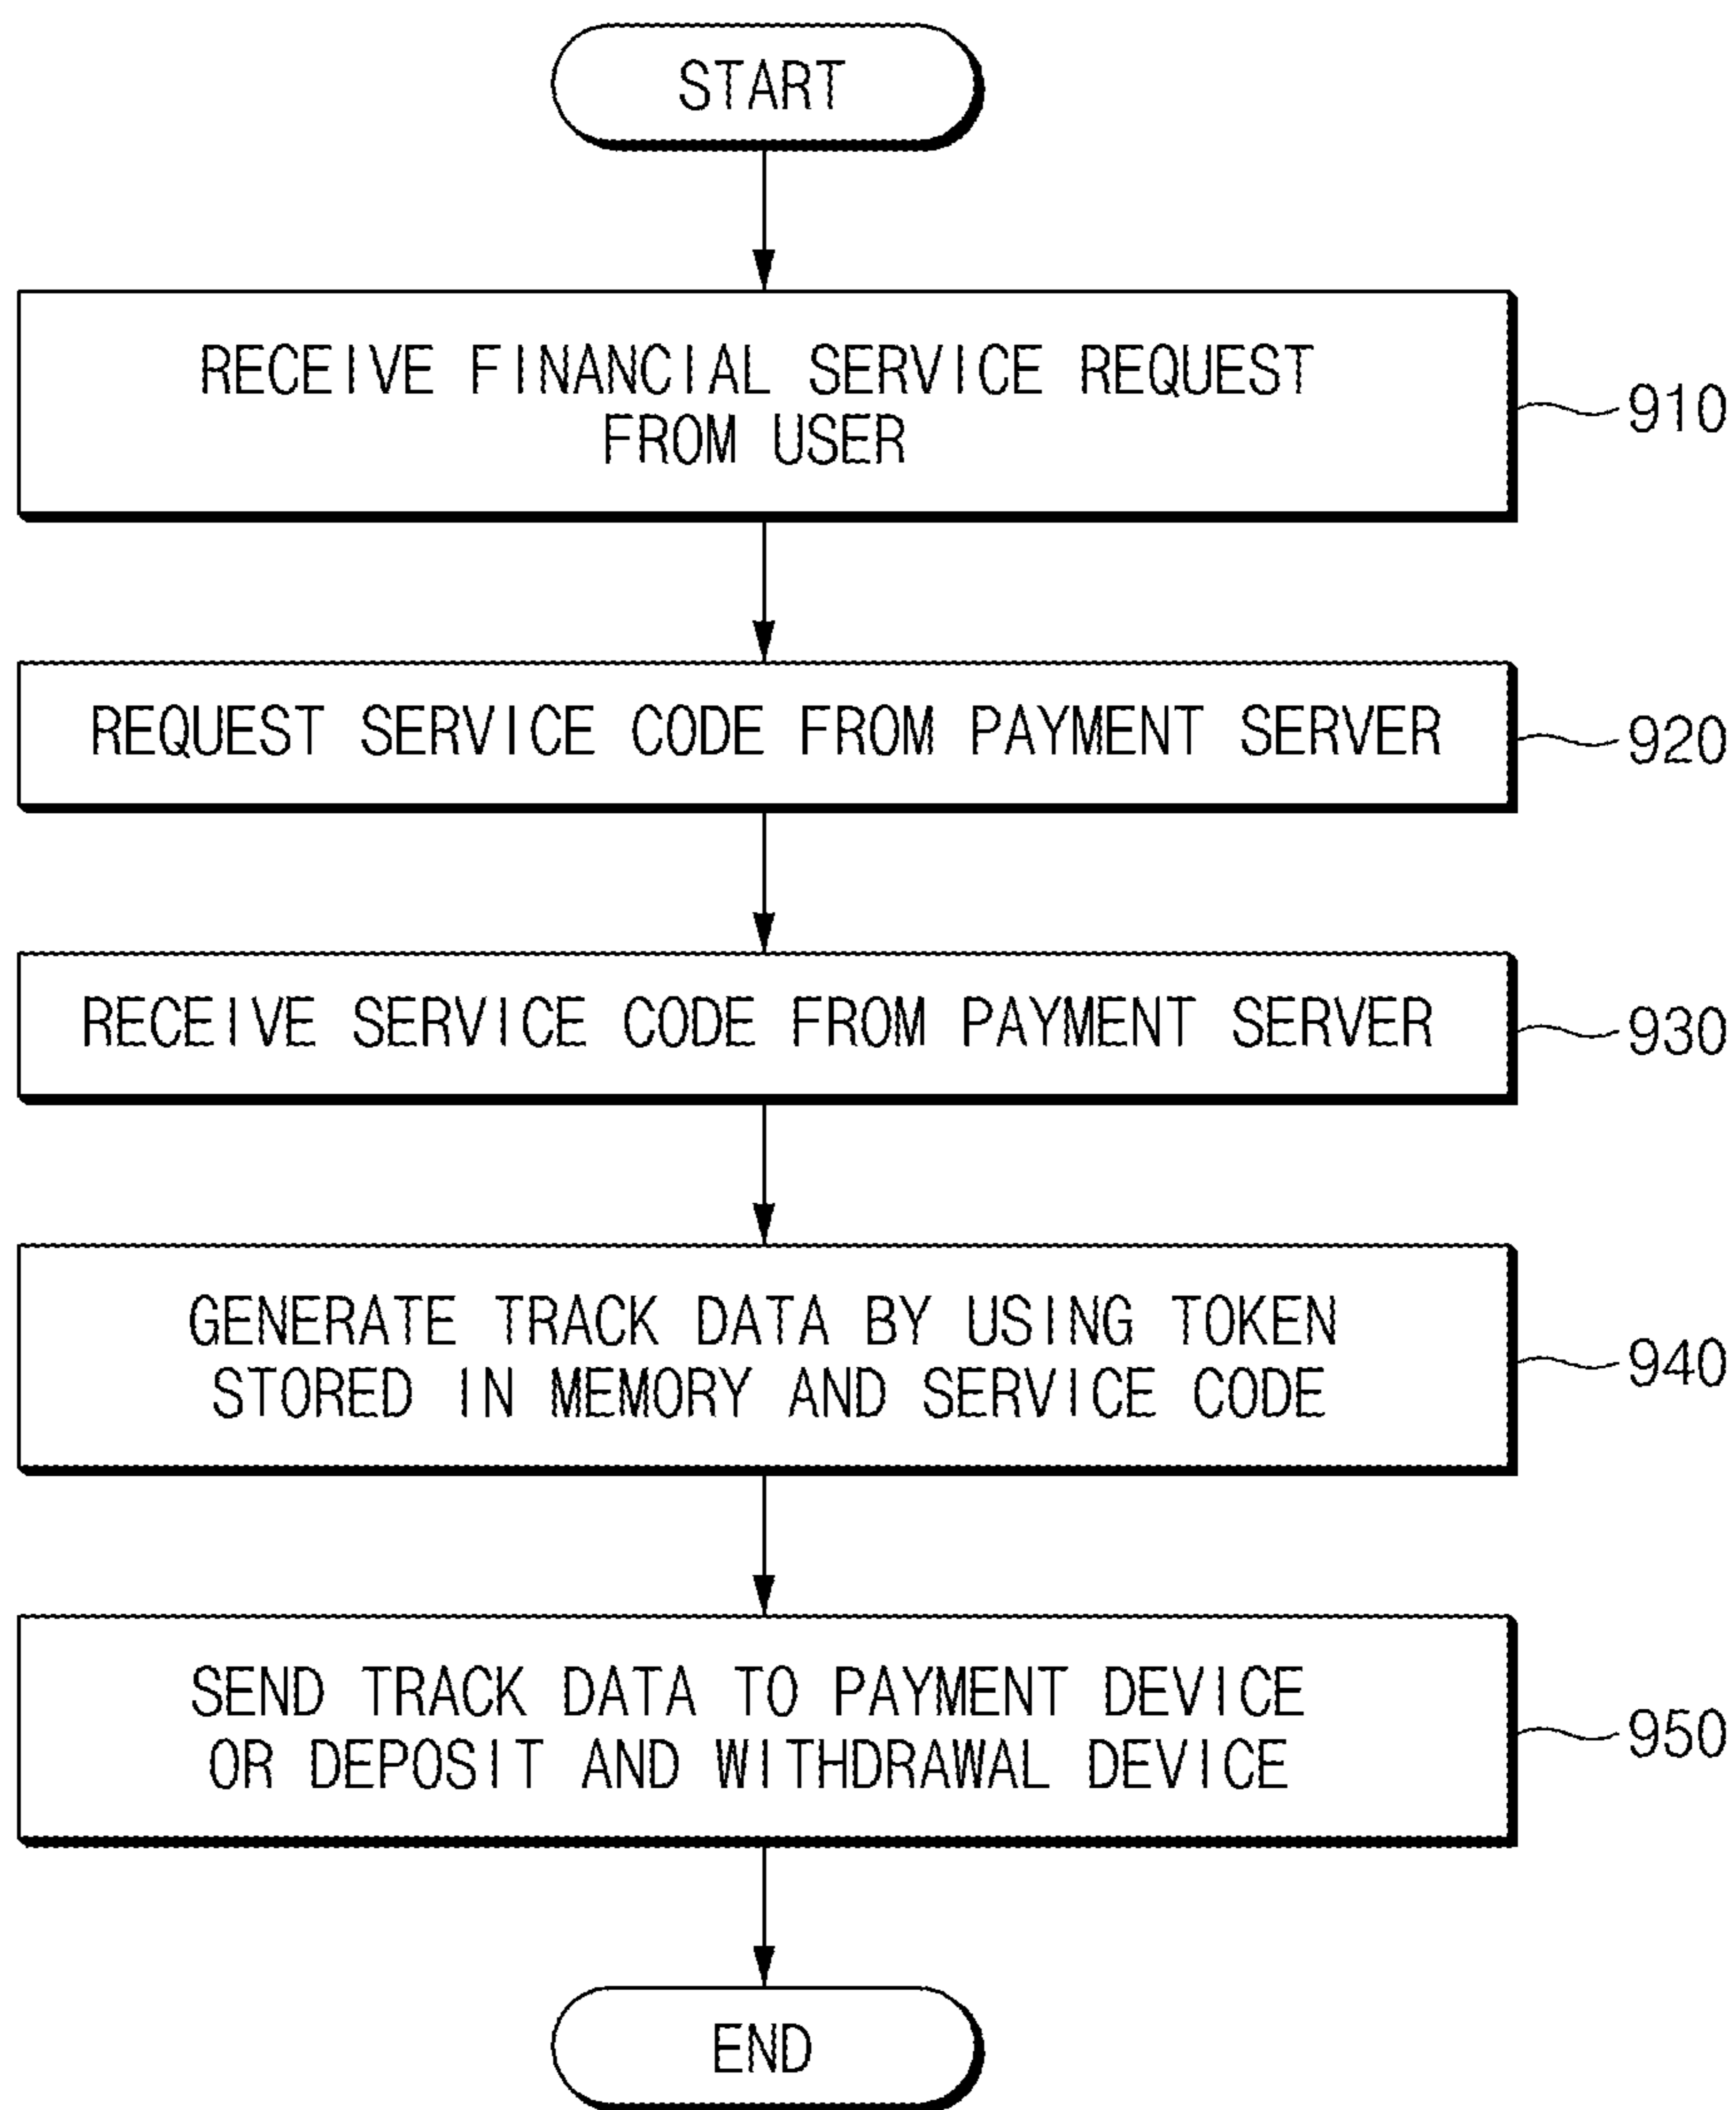 START
RECEIVE FINANCIAL SERVICE REQUEST
FROM USER
910
REQUEST SERVICE CODE FROM PAYMENT SERVER
920
RECEIVE SERVICE CODE FROM PAYMENT SERVER
930
GENERATE TRACK DATA BY USING TOKEN
STORED IN MEMORY AND SERVICE CODE
940
SEND TRACK DATA TO PAYMENT DEVICE
OR DEPOSIT AND WITHDRAWAL DEVICE
950
END